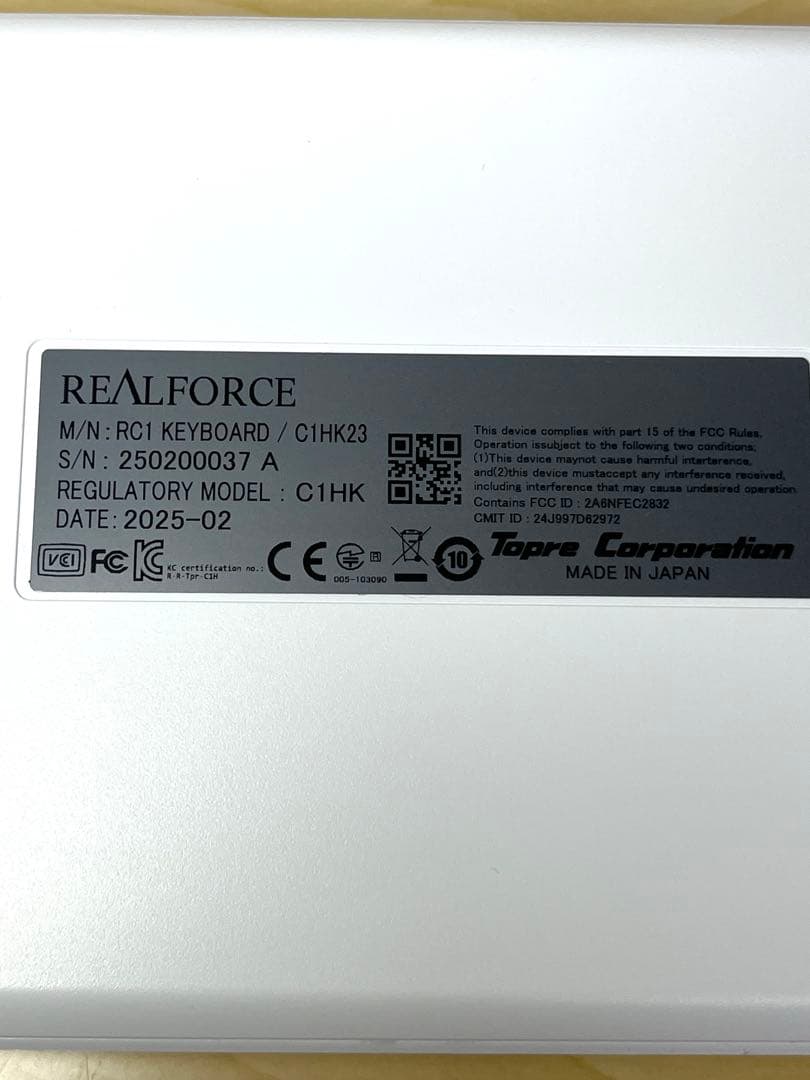 REALFORCE
M/N : RC1 KEYBOARD / C1HK23
S/N : 250200037 A
REGULATORY MODEL : C1HK
DATE: 2025-02
This device complies with part 15 of the FCC Rules.
Operation issubject to the following two conditions:
(1)This device maynot cause harmful interterence,
and(2)this device mustaccept any interference received,
including interference that may cause undesired operation
Contains FCC ID : 2A6NFEC2832
CMIT ID : 24J997D62972
VCI FC KC KC certification no.:
R-R-Tpr-C1H
CE
R
005-103090
10
Topre Corporation
MADE IN JAPAN